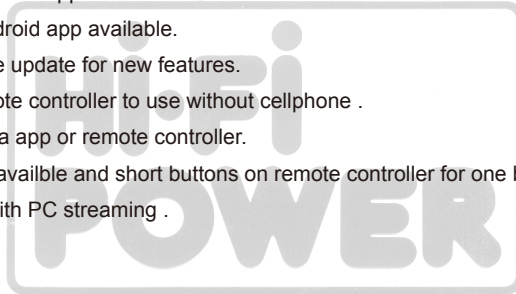 droid app available.
e update for new features.
ote controller to use without cellphone .
a app or remote controller.
availble and short buttons on remote controller for one
ith PC streaming .
Hi-Fi
POWER